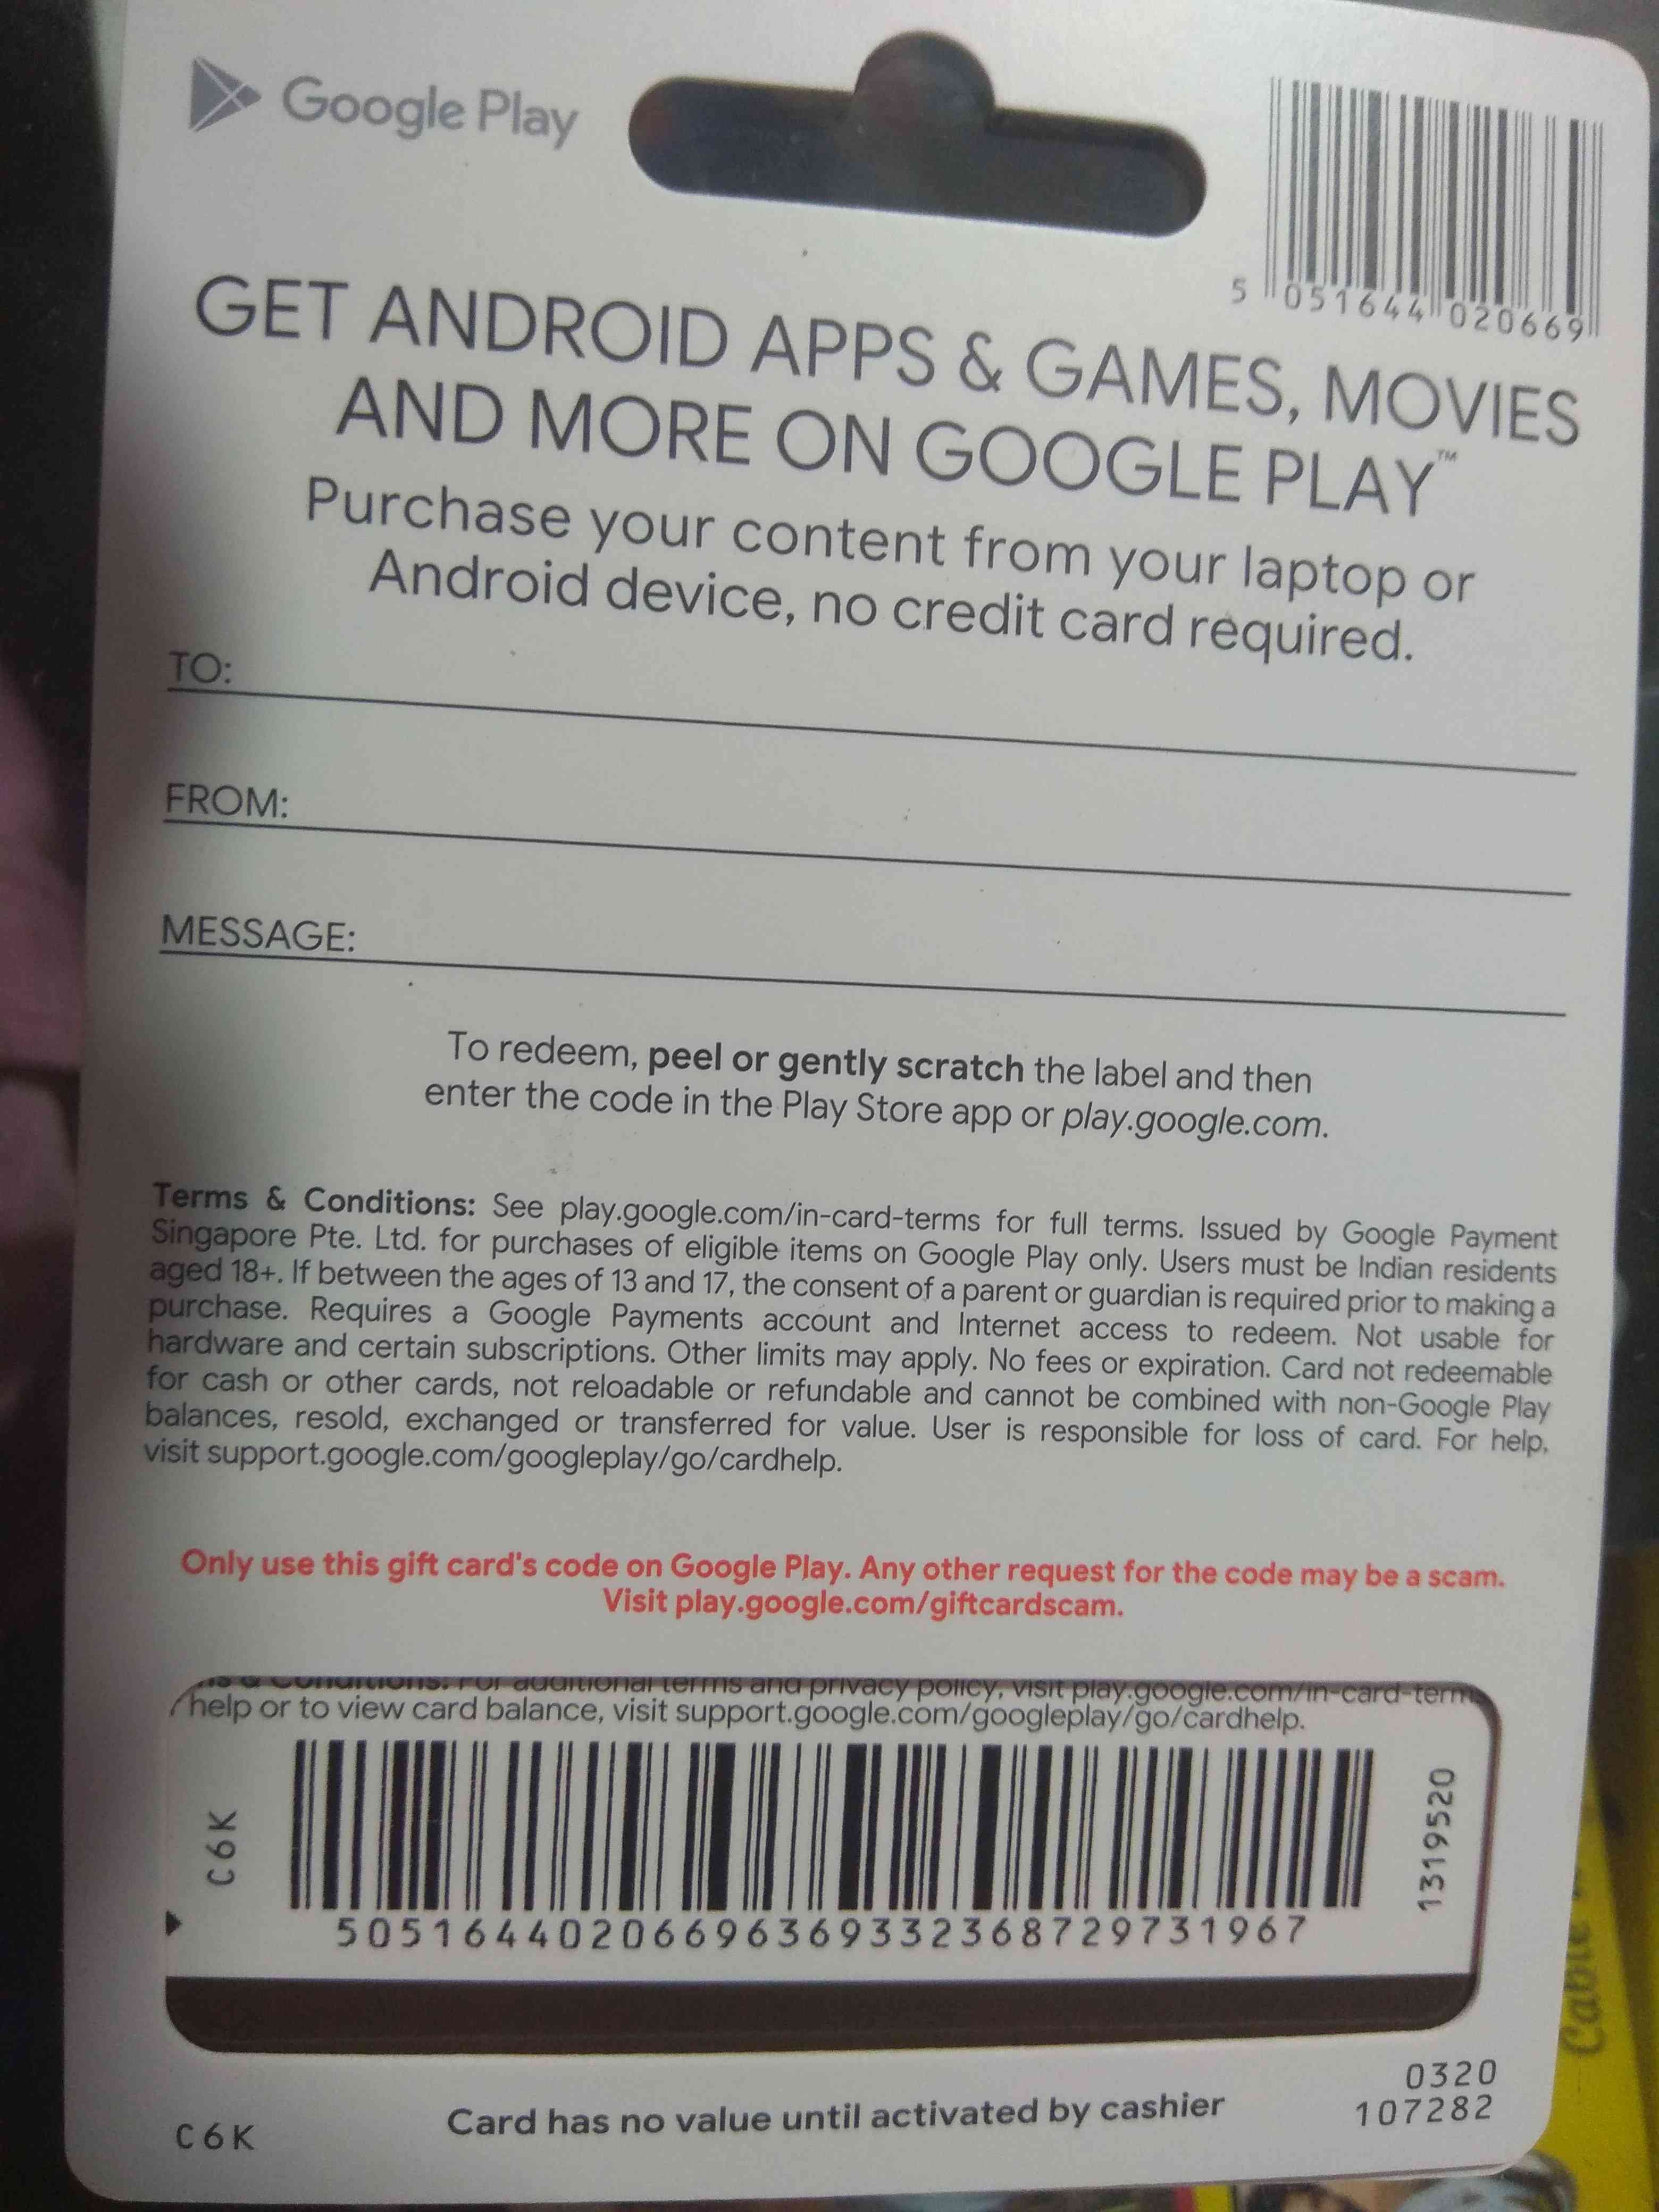 Google Play
5 051644 020669
GET ANDROID APPS & GAMES, MOVIES
AND MORE ON GOOGLE PLAY™
Purchase your content from your laptop or
Android device, no credit card required.
TO:
FROM:
MESSAGE:
To redeem, peel or gently scratch the label and then
enter the code in the Play Store app or play.google.com.
Terms & Conditions: See play.google.com/in-card-terms for full terms. Issued by Google Payment
Singapore Pte. Ltd. for purchases of eligible items on Google Play only. Users must be Indian residents
aged 18+. If between the ages of 13 and 17, the consent of a parent or guardian is required prior to making a
purchase. Requires a Google Payments account and Internet access to redeem. Not usable for
hardware and certain subscriptions. Other limits may apply. No fees or expiration. Card not redeemable
for cash or other cards, not reloadable or refundable and cannot be combined with non-Google Play
balances, resold, exchanged or transferred for value. User is responsible for loss of card. For help,
visit support.google.com/googleplay/go/cardhelp.
Only use this gift card's code on Google Play. Any other request for the code may be a scam.
Visit play.google.com/giftcardscam.
& Conditions: For additional terms and privacy policy, visit play.google.com/in-card-terms
help or to view card balance, visit support.google.com/googleplay/go/cardhelp.
C6K
1319520
50516440206696369332368729731967
0320
C6K
Card has no value until activated by cashier
107282
Cable